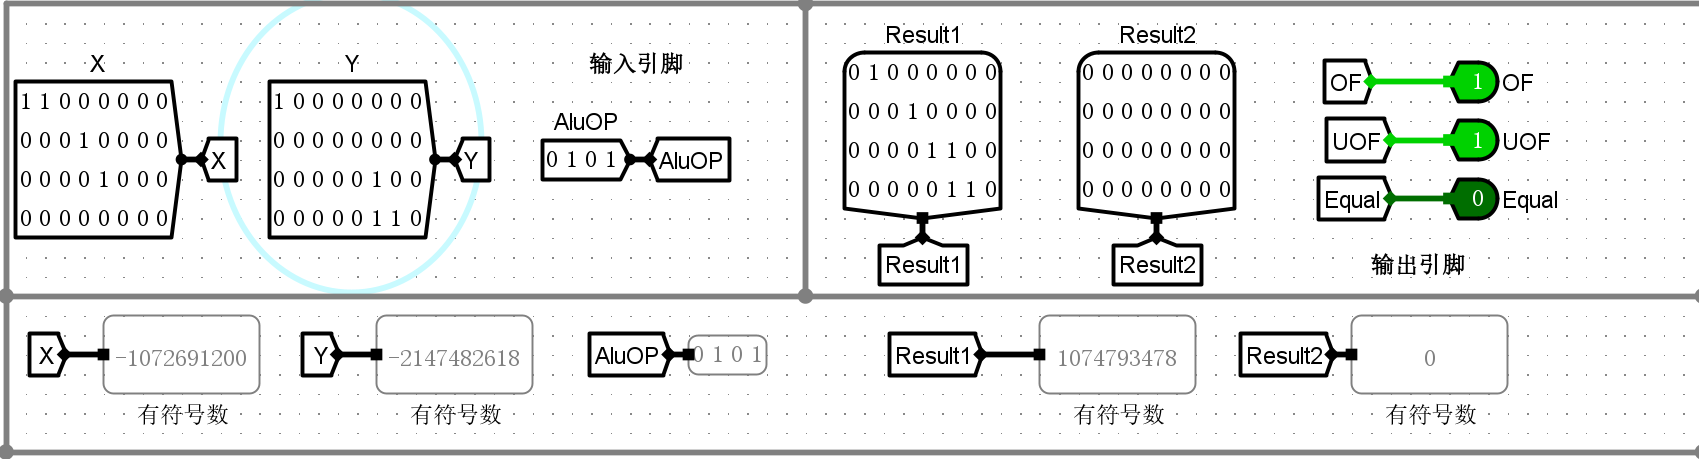 X
1 1 0 0 0 0 0 0
0 0 0 1 0 0 0 0
0 0 0 0 1 0 0 0
0 0 0 0 0 0 0 0
X
Y
1 0 0 0 0 0 0 0
0 0 0 0 0 0 0 0
0 0 0 0 0 1 0 0
0 0 0 0 0 1 1 0
Y
输入引脚
AluOP
0 1 0 1
AluOP
Result1
0 1 0 0 0 0 0 0
0 0 0 1 0 0 0 0
0 0 0 0 1 1 0 0
0 0 0 0 0 1 1 0
Result1
Result2
0 0 0 0 0 0 0 0
0 0 0 0 0 0 0 0
0 0 0 0 0 0 0 0
0 0 0 0 0 0 0 0
Result2
OF 1 OF
UOF 1 UOF
Equal 0 Equal
输出引脚
X -1072691200
有符号数
Y -2147482618
有符号数
AluOP 0 1 0 1
Result1 1074793478
有符号数
Result2 0
有符号数